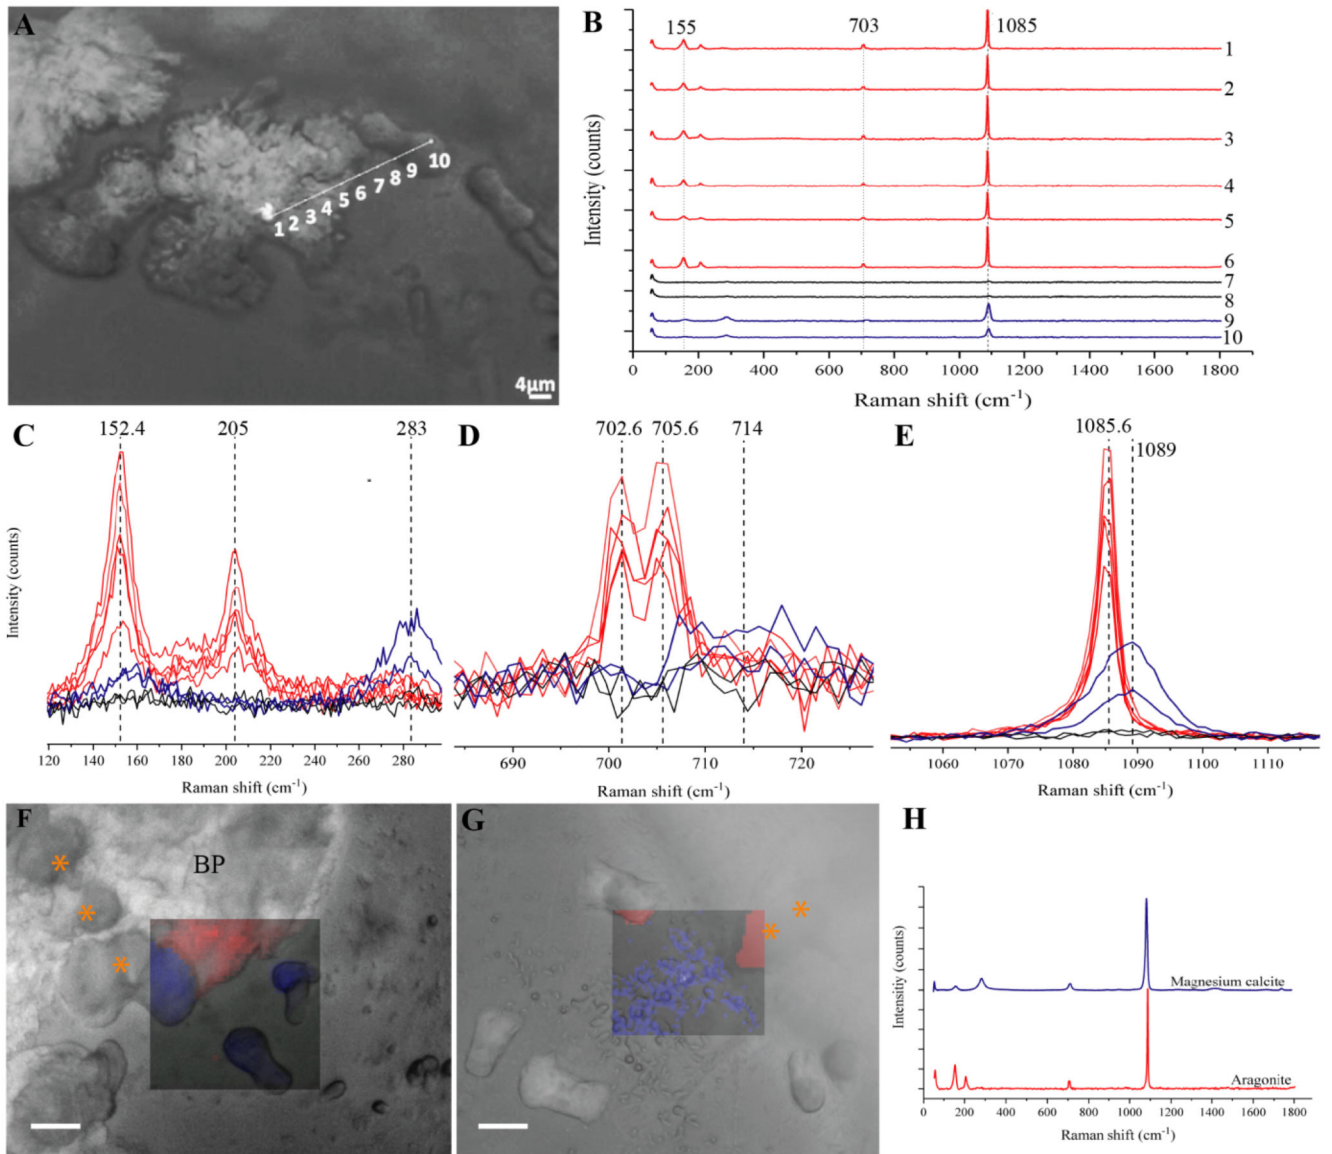 A
1 2 3 4 5 6 7 8 9 10
4μm
B
155 703 1085
Intensity (counts)
1
2
3
4
5
6
7
8
9
10
0 200 400 600 800 1000 1200 1400 1600 1800
Raman shift (cm⁻¹)
C
152.4 205 283
Intensity (counts)
120 140 160 180 200 220 240 260 280
Raman shift (cm⁻¹)
D
702.6 705.6 714
690 700 710 720
Raman shift (cm⁻¹)
E
1085.6
1089
1060 1070 1080 1090 1100 1110
Raman shift (cm⁻¹)
F
BP
*
*
*
G
*
*
H
Intensitiy (counts)
Magnesium calcite
Aragonite
0 200 400 600 800 1000 1200 1400 1600 1800
Raman shift (cm⁻¹)